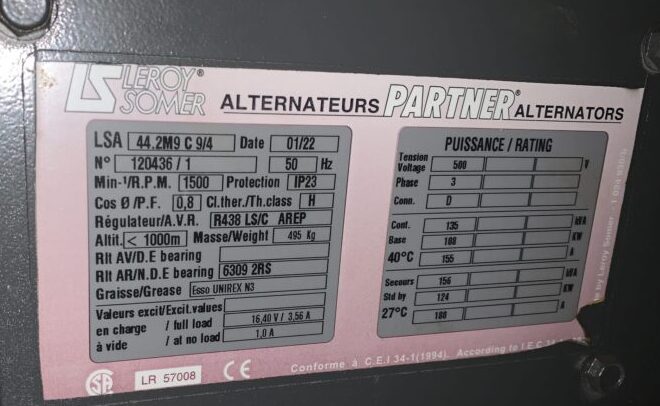 LEROY®
SOMER
ALTERNATEURS PARTNER® ALTERNATORS
LSA 44.2M9 C 9/4 Date 01/22
N° 120436 / 1 50 Hz
Min-¹/R.P.M. 1500 Protection IP23
Cos Ø /P.F. 0,8 Cl.ther./Th.class H
Régulateur/A.V.R. R438 LS/C AREP
Altit. < 1000m Masse/Weight 495 Kg
Rlt AV/D.E bearing
Rlt AR/N.D.E bearing 6309 2RS
Graisse/Grease Esso UNIREX N3
Valeurs excit/Excit.values
en charge / full load 16,40 V / 3,56 A
à vide / at no load 1,0 A
LR 57008 CE
PUISSANCE / RATING
Tension
Voltage 500 V
Phase 3
Conn. D
Cont. 135 kVA
Base 108 KW
40°C 155 A
Secours 156 kVA
Std by 124 KW
27°C 180 A
Conforme à C.E.I 34-1(1994). According to I.E.C 34
by Leroy Somer - 1